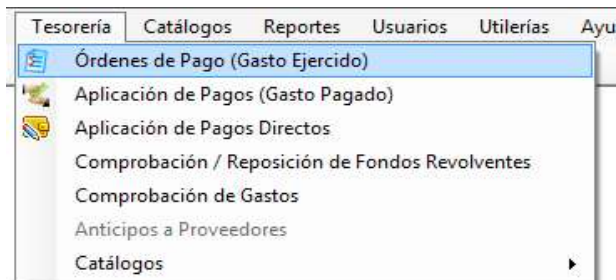 Tesorería Catálogos Reportes Usuarios Utilerías Ayu
Órdenes de Pago (Gasto Ejercido)
Aplicación de Pagos (Gasto Pagado)
Aplicación de Pagos Directos
Comprobación / Reposición de Fondos Revolventes
Comprobación de Gastos
Anticipos a Proveedores
Catálogos